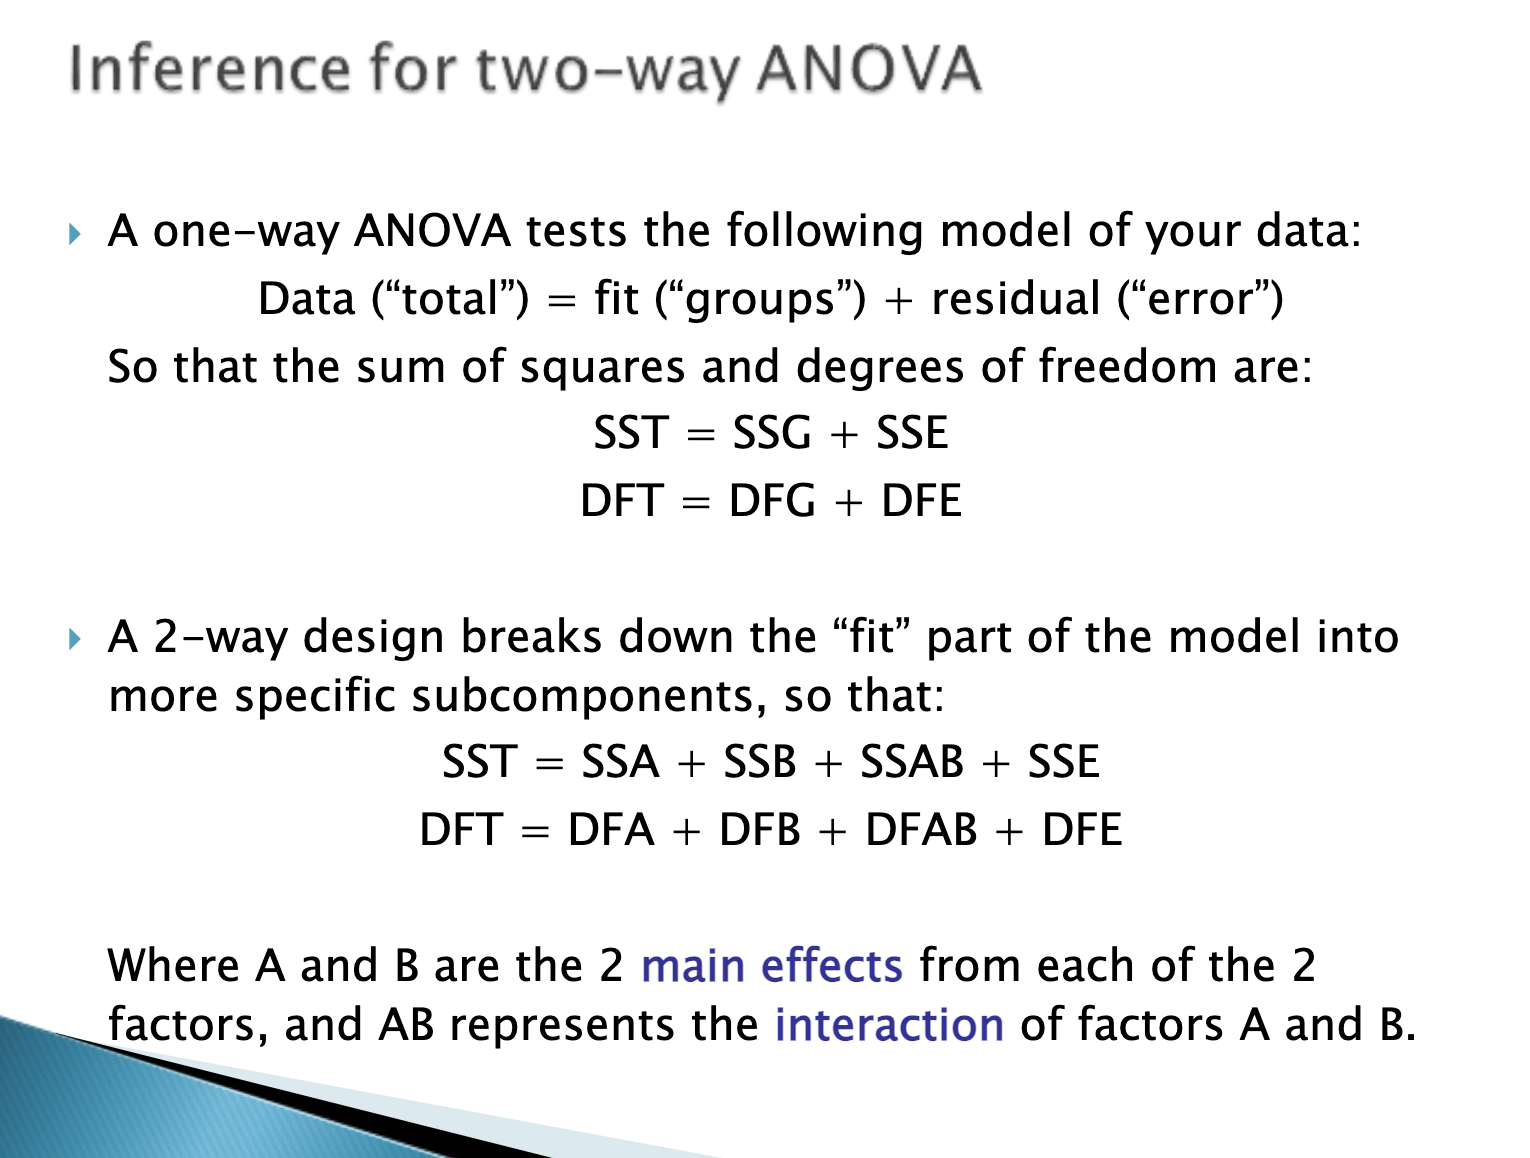 Inference for two-way ANOVA
A one-way ANOVA tests the following model of your data:
Data (“total”) = fit (“groups”) + residual (“error”)
So that the sum of squares and degrees of freedom are:
SST = SSG + SSE
DFT = DFG + DFE
A 2-way design breaks down the “fit” part of the model into
more specific subcomponents, so that:
SST = SSA + SSB + SSAB + SSE
DFT = DFA + DFB + DFAB + DFE
Where A and B are the 2 main effects from each of the 2
factors, and AB represents the interaction of factors A and B.